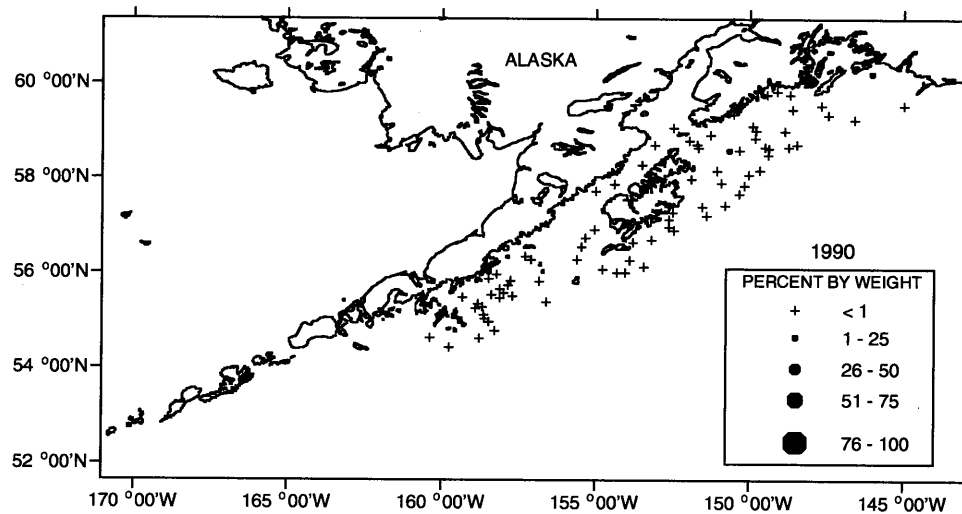 ALASKA
60 °00'N
58 °00'N
56 °00'N
54 °00'N
52 °00'N
1990
PERCENT BY WEIGHT
+ < 1
1 - 25
26 - 50
51 - 75
76 - 100
170 °00'W 165 °00'W 160 °00'W 155 °00'W 150 °00'W 145 °00'W